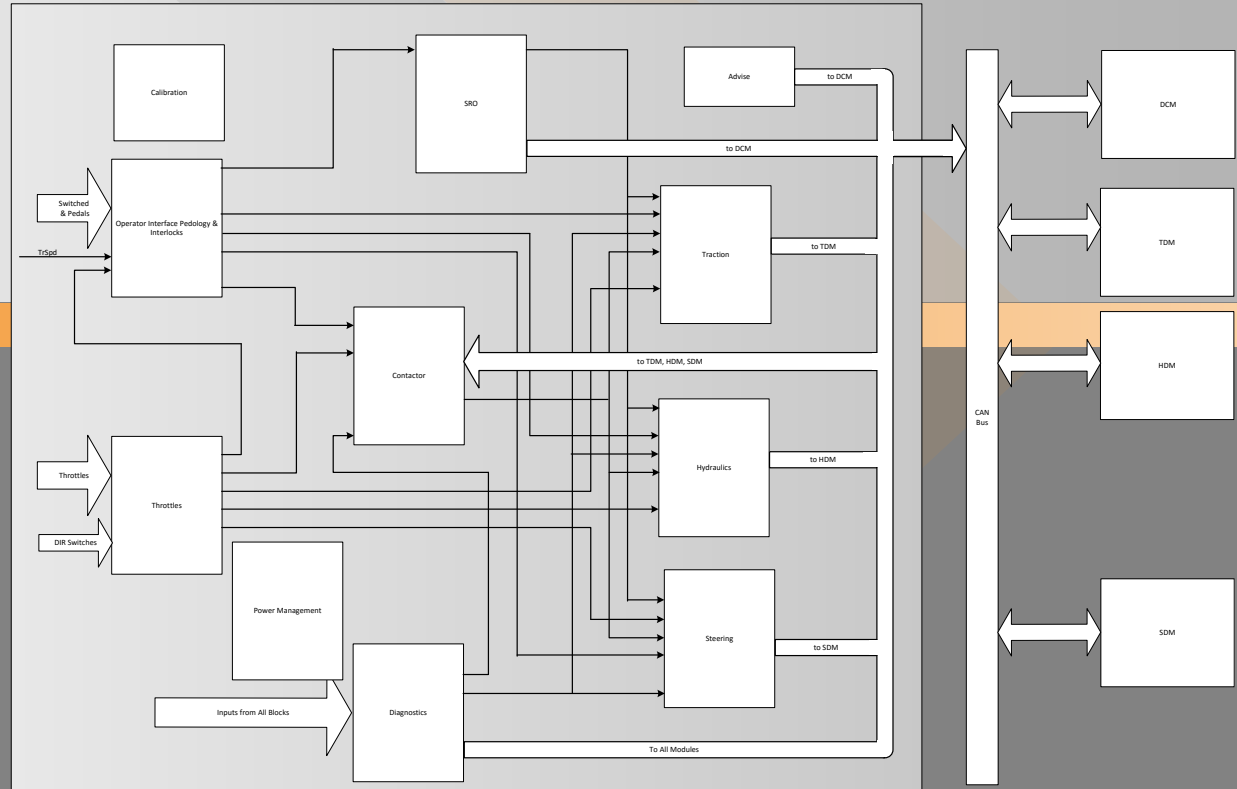 Calibration
SRO
Advise
to DCM
DCM
to DCM
Switched
& Pedals
Operator Interface Pedology &
Interlocks
TrSpd
Traction
to TDM
TDM
Contactor
to TDM, HDM, SDM
HDM
CAN
Bus
Throttles
Throttles
Hydraulics
to HDM
DIR Switches
Power Management
Steering
to SDM
SDM
Inputs from All Blocks
Diagnostics
To All Modules